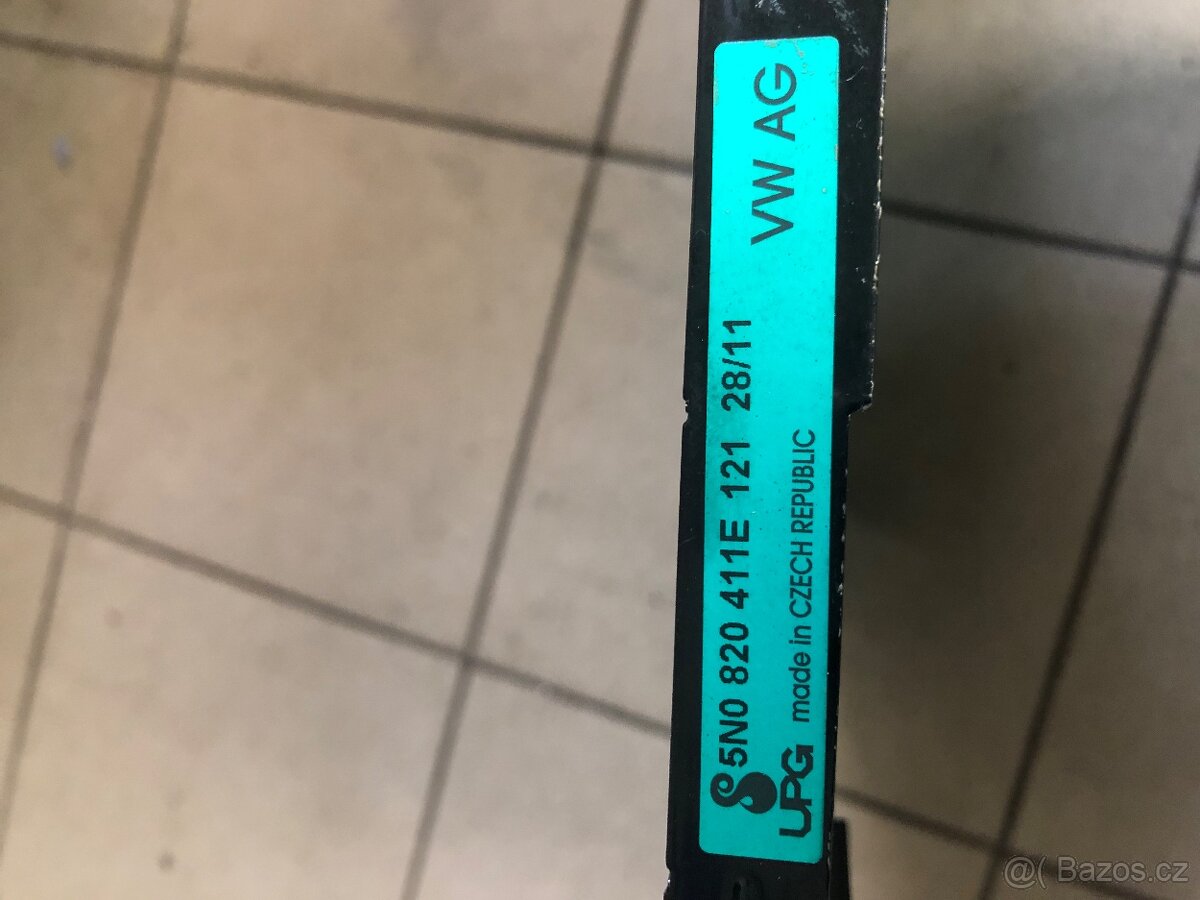 5N0 820 411E 121 28/11
VW AG
UPG made in CZECH REPUBLIC
@( Bazos.cz